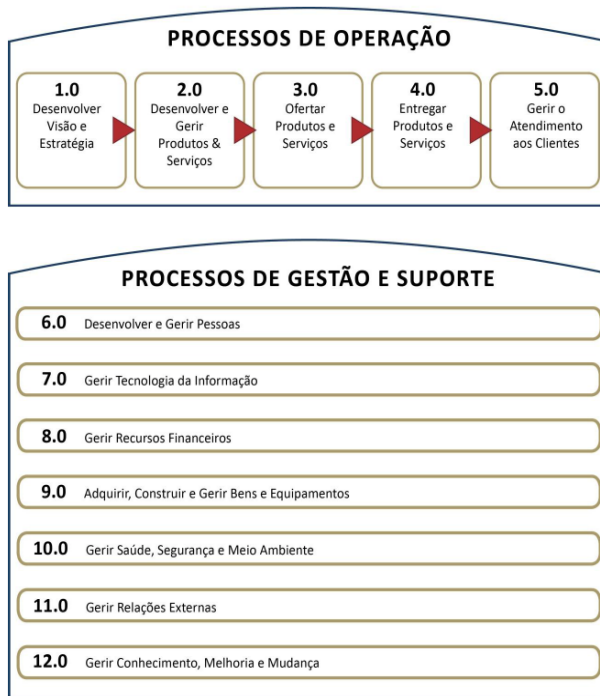 PROCESSOS DE OPERAÇÃO
1.0
Desenvolver
Visão e
Estratégia
2.0
Desenvolver e
Gerir
Produtos &
Serviços
3.0
Ofertar
Produtos e
Serviços
4.0
Entregar
Produtos e
Serviços
5.0
Gerir o
Atendimento
aos Clientes
PROCESSOS DE GESTÃO E SUPORTE
6.0 Desenvolver e Gerir Pessoas
7.0 Gerir Tecnologia da Informação
8.0 Gerir Recursos Financeiros
9.0 Adquirir, Construir e Gerir Bens e Equipamentos
10.0 Gerir Saúde, Segurança e Meio Ambiente
11.0 Gerir Relações Externas
12.0 Gerir Conhecimento, Melhoria e Mudança